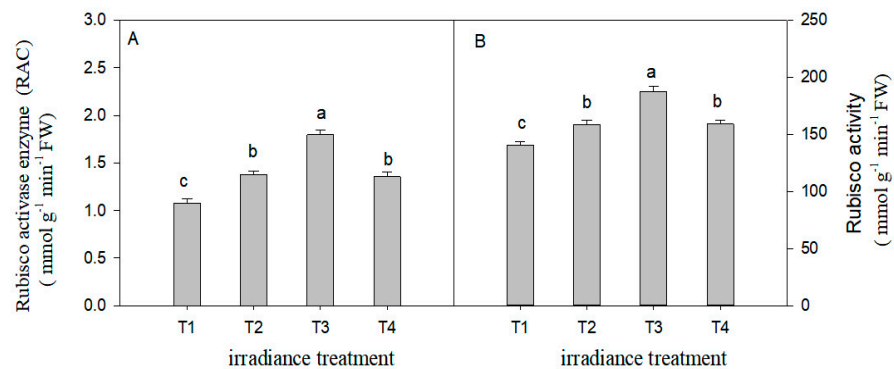 Rubisco activase enzyme (RAC)
( mmol g⁻¹ min⁻¹ FW)
3.0
2.5
2.0
1.5
1.0
0.5
0.0
A
c
b
a
b
T1
T2
T3
T4
irradiance treatment
B
c
b
a
b
T1
T2
T3
T4
irradiance treatment
250
200
150
100
50
0
Rubisco activity
( mmol g⁻¹ min⁻¹ FW)